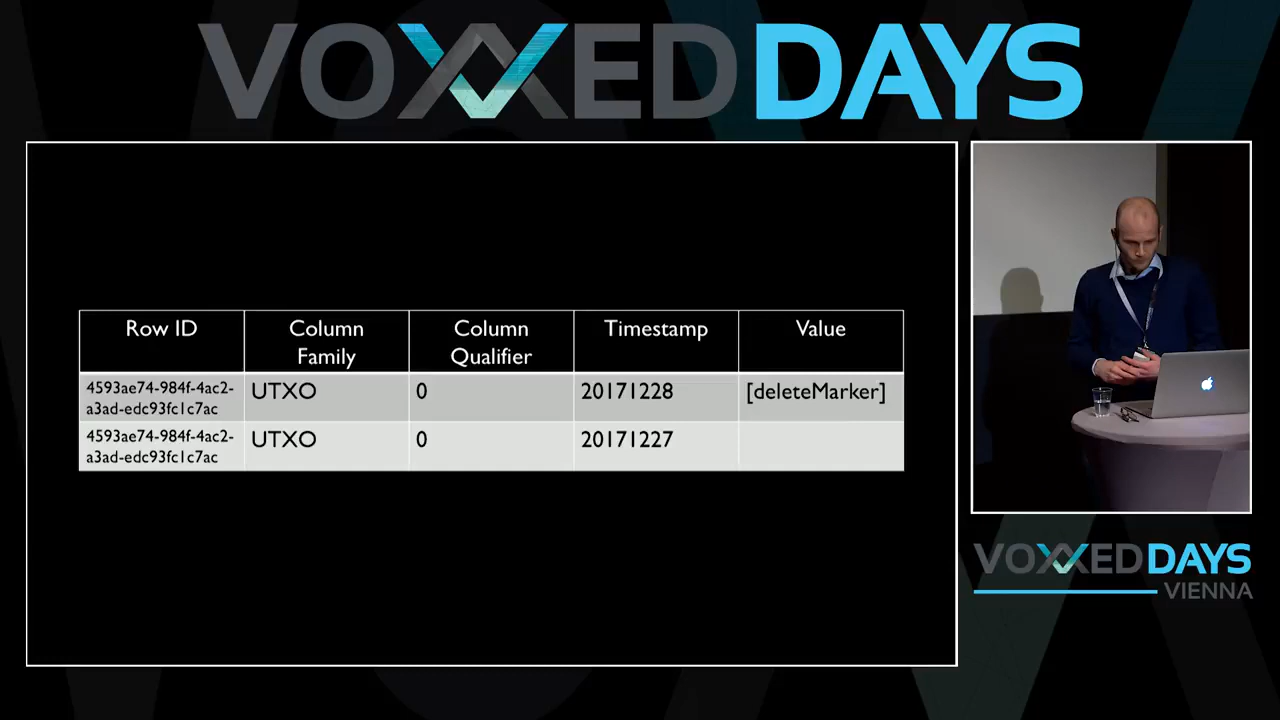 VOXXED DAYS
Row ID
Column Family
Column Qualifier
Timestamp
Value
4593ae74-984f-4ac2-
a3ad-edc93fc1c7ac
UTXO
0
20171228
[deleteMarker]
4593ae74-984f-4ac2-
a3ad-edc93fc1c7ac
UTXO
0
20171227
VOXXED DAYS
VIENNA